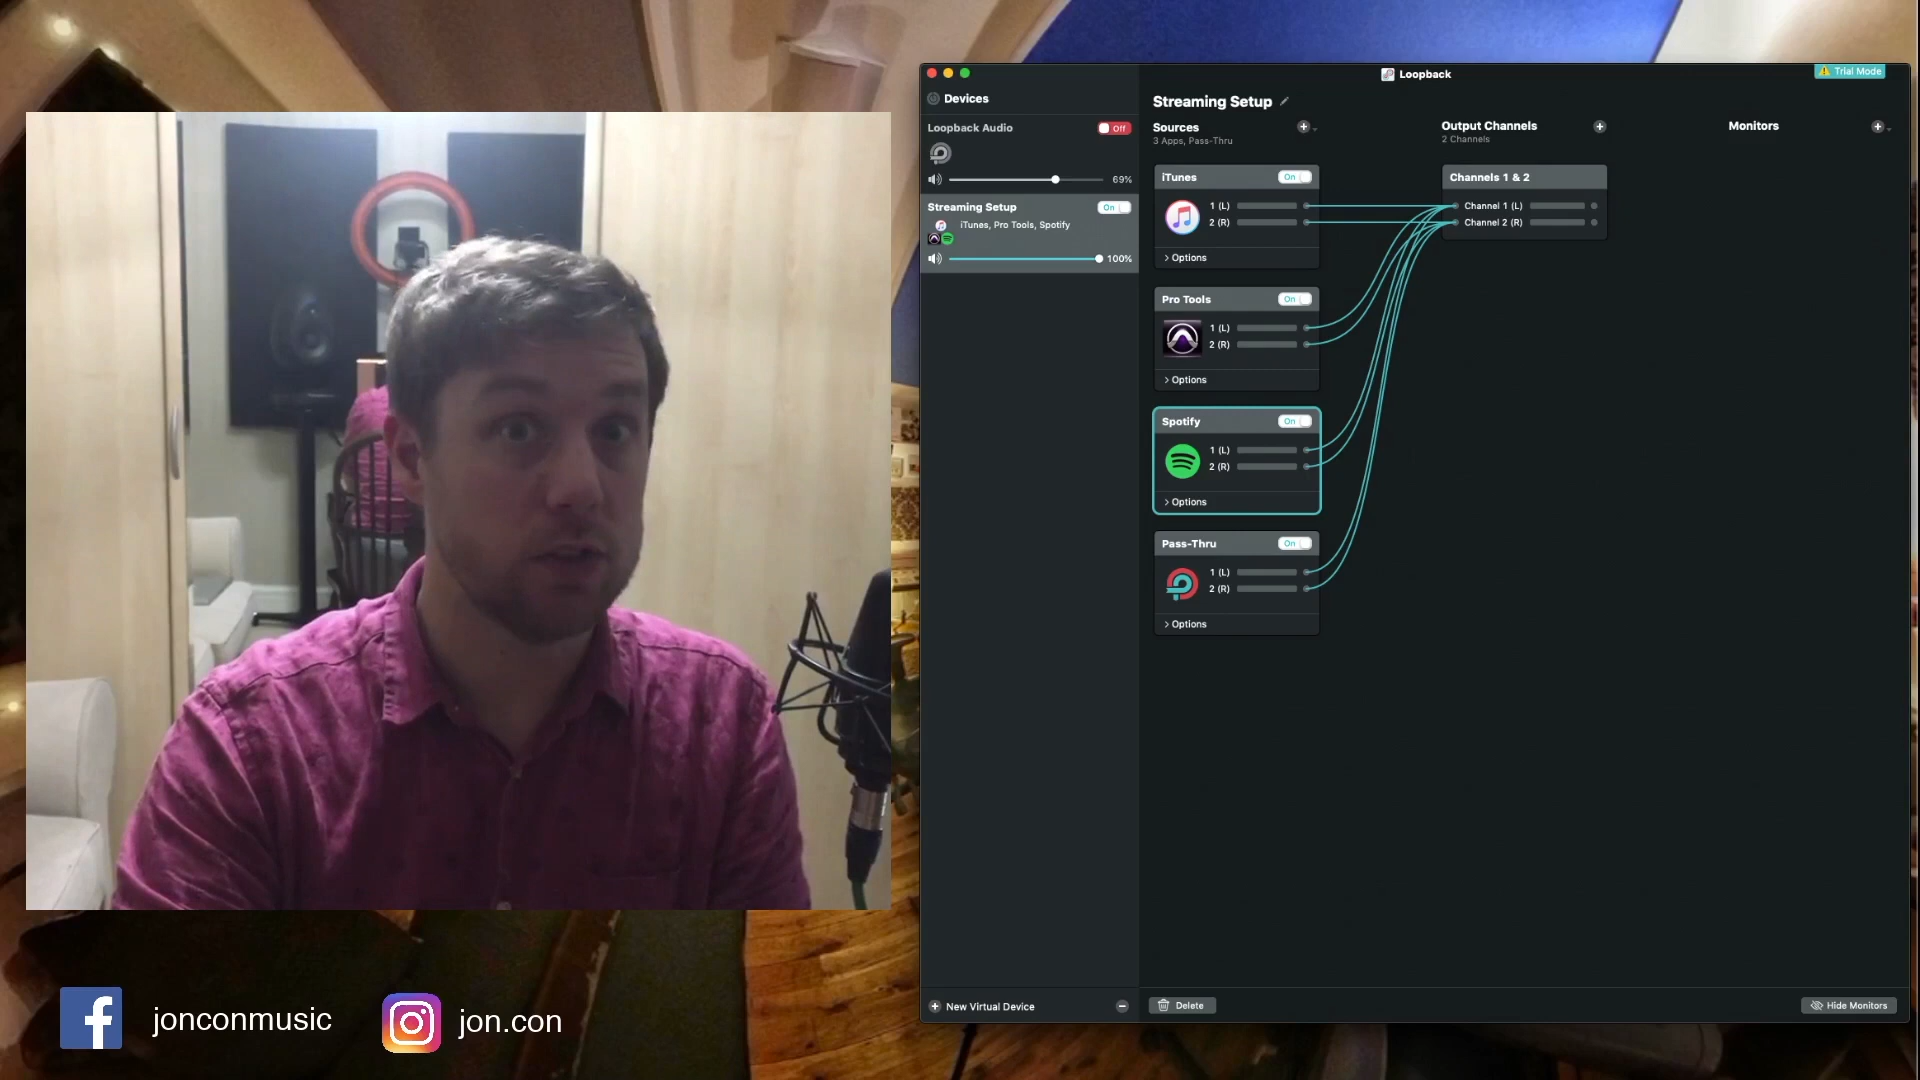 Loopback
Trial Mode
Devices
Loopback Audio
Off
69%
Streaming Setup
On
iTunes, Pro Tools, Spotify
100%
New Virtual Device
Streaming Setup
Sources
3 Apps, Pass-Thru
Output Channels
2 Channels
Monitors
iTunes
On
1 (L)
2 (R)
Options
Pro Tools
On
1 (L)
2 (R)
Options
Spotify
On
1 (L)
2 (R)
Options
Pass-Thru
On
1 (L)
2 (R)
Options
Channels 1 & 2
Channel 1 (L)
Channel 2 (R)
Delete
Hide Monitors
jonconmusic
jon.con